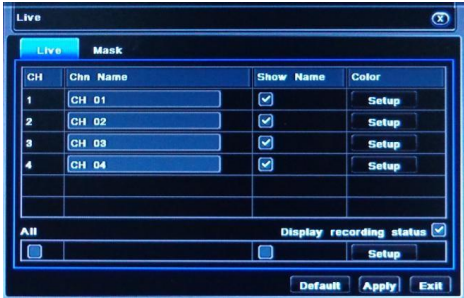 Live
Live Mask
CH Chn Name Show Name Color
1 CH 01 Setup
2 CH 02 Setup
3 CH 03 Setup
4 CH 04 Setup
All Display recording status
Setup
Default Apply Exit